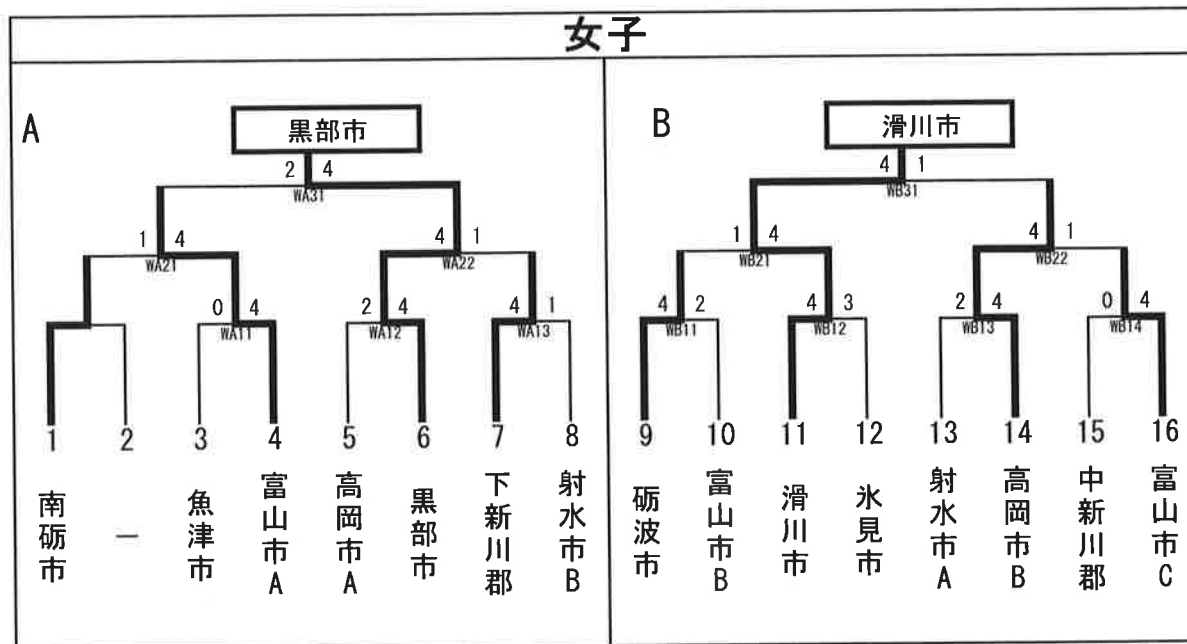 女子
A
黒部市
2 4
WA31
1 4
WA21
4 1
WA22
0 4
WA11
2 4
WA12
4 1
WA13
1 2 3 4 5 6 7 8
南砺市
—
魚津市
富山市A
高岡市A
黒部市
下新川郡
射水市B
B
滑川市
4 1
WB31
1 4
WB21
4 1
WB22
4 2
WB11
4 3
WB12
2 4
WB13
0 4
WB14
9 10 11 12 13 14 15 16
砺波市
富山市B
滑川市
氷見市
射水市A
高岡市B
中新川郡
富山市C